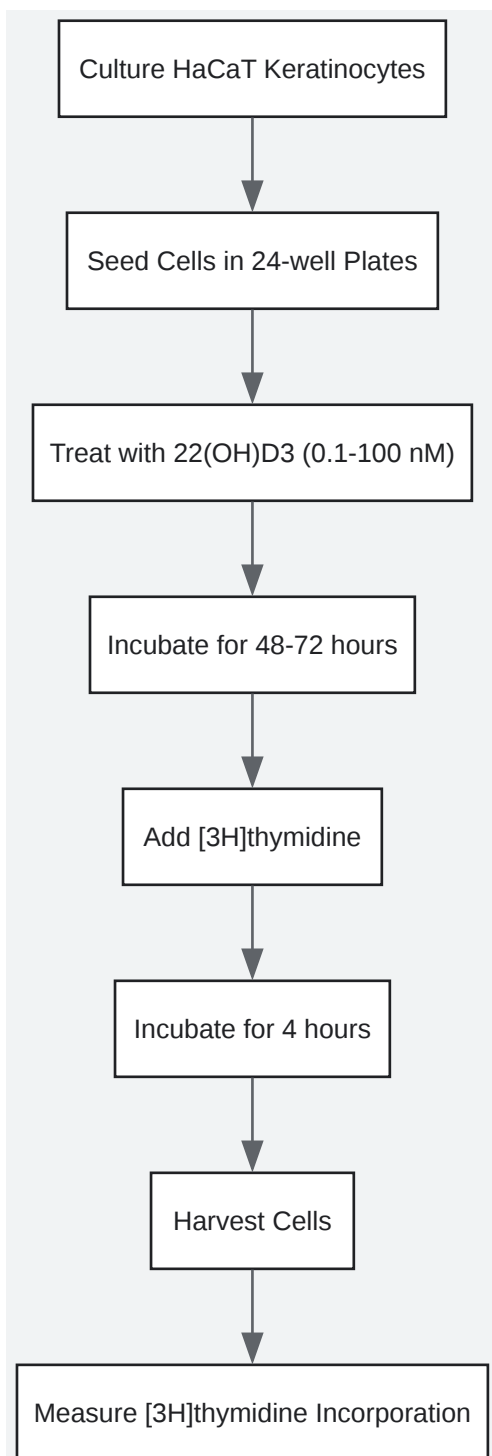 Culture HaCaT Keratinocytes
Seed Cells in 24-well Plates
Treat with 22(OH)D3 (0.1-100 nM)
Incubate for 48-72 hours
Add [3H]thymidine
Incubate for 4 hours
Harvest Cells
Measure [3H]thymidine Incorporation